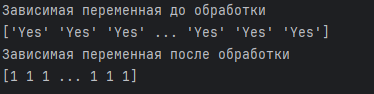 Зависимая переменная до обработки
['Yes' 'Yes' 'Yes' ... 'Yes' 'Yes' 'Yes']
Зависимая переменная после обработки
[1 1 1 ... 1 1 1]